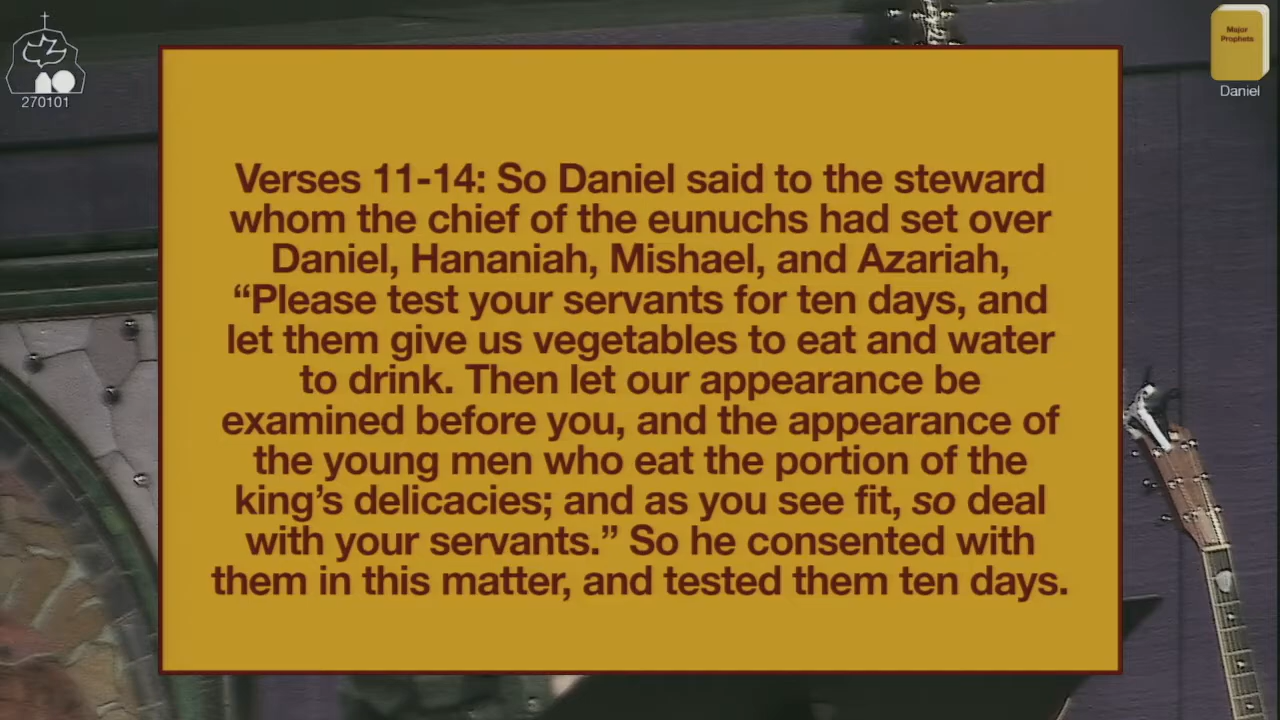 270101
Major
Prophets
Daniel
Verses 11-14: So Daniel said to the steward
whom the chief of the eunuchs had set over
Daniel, Hananiah, Mishael, and Azariah,
“Please test your servants for ten days, and
let them give us vegetables to eat and water
to drink. Then let our appearance be
examined before you, and the appearance of
the young men who eat the portion of the
king’s delicacies; and as you see fit, so deal
with your servants.” So he consented with
them in this matter, and tested them ten days.